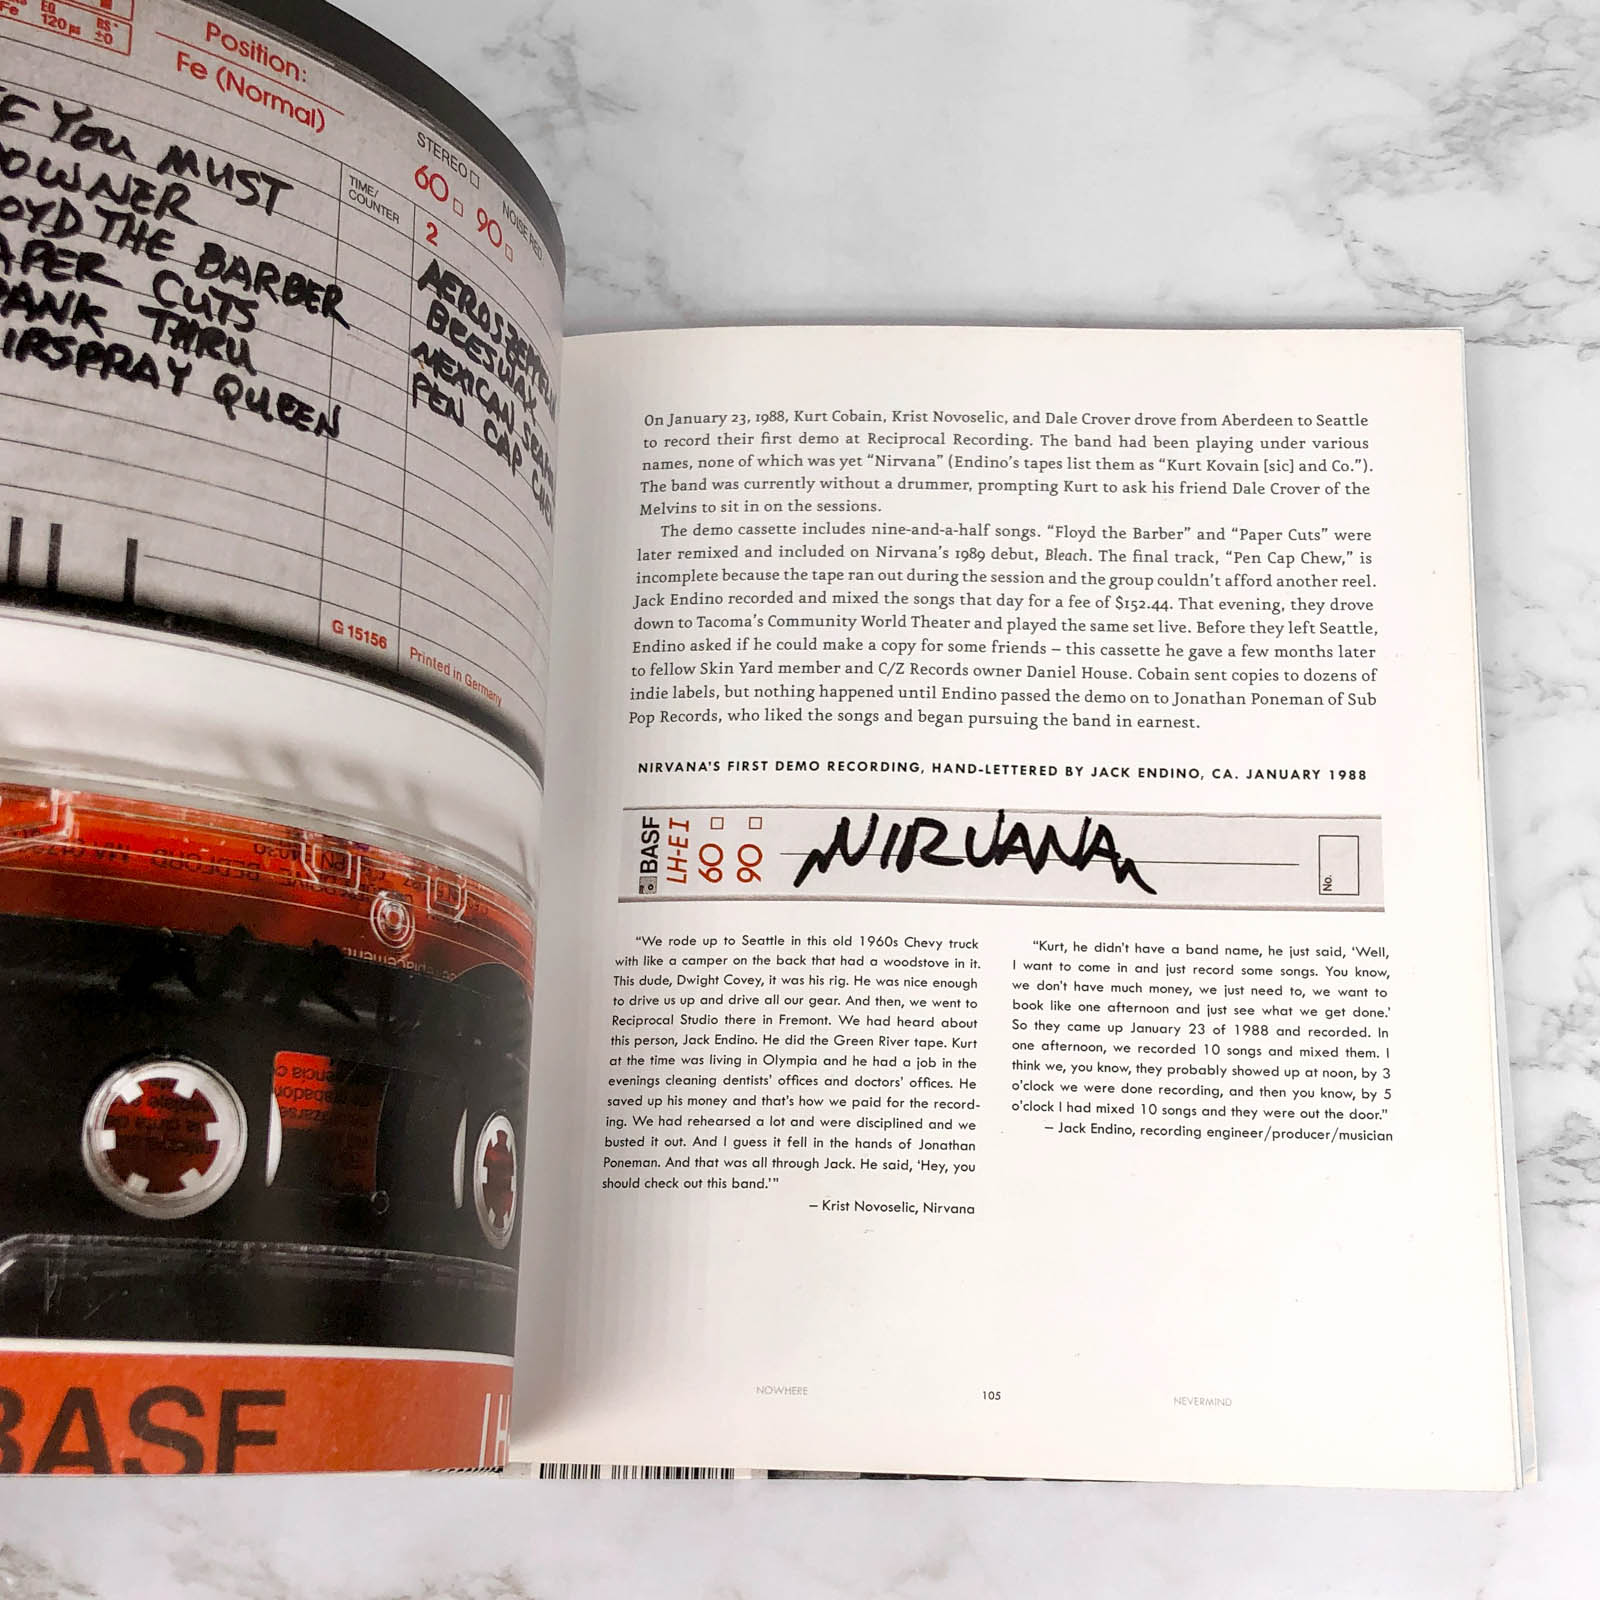 Fe
EQ
120 µs
BS*
±0
Position:
Fe (Normal)
YOU MUST
THE BARBER
CUTS
THRU
QUEEN
STEREO
60 90
NOISE RED
TIME/
COUNTER
2
BEESWAX
MEXICAN
PEN CAP
G 15156
Printed in Germany
BASF
On January 23, 1988, Kurt Cobain, Krist Novoselic, and Dale Crover drove from Aberdeen to Seattle
to record their first demo at Reciprocal Recording. The band had been playing under various
names, none of which was yet “Nirvana” (Endino’s tapes list them as “Kurt Kovain [sic] and Co.”).
The band was currently without a drummer, prompting Kurt to ask his friend Dale Crover of the
Melvins to sit in on the sessions.
The demo cassette includes nine-and-a-half songs. “Floyd the Barber” and “Paper Cuts” were
later remixed and included on Nirvana’s 1989 debut, Bleach. The final track, “Pen Cap Chew,” is
incomplete because the tape ran out during the session and the group couldn’t afford another reel.
Jack Endino recorded and mixed the songs that day for a fee of $152.44. That evening, they drove
down to Tacoma’s Community World Theater and played the same set live. Before they left Seattle,
Endino asked if he could make a copy for some friends – this cassette he gave a few months later
to fellow Skin Yard member and C/Z Records owner Daniel House. Cobain sent copies to dozens of
indie labels, but nothing happened until Endino passed the demo on to Jonathan Poneman of Sub
Pop Records, who liked the songs and began pursuing the band in earnest.
NIRVANA'S FIRST DEMO RECORDING, HAND-LETTERED BY JACK ENDINO, CA. JANUARY 1988
BASF
LH-EI
60
90
NIRVANA
No.
“We rode up to Seattle in this old 1960s Chevy truck
with like a camper on the back that had a woodstove in it.
This dude, Dwight Covey, it was his rig. He was nice enough
to drive us up and drive all our gear. And then, we went to
Reciprocal Studio there in Fremont. We had heard about
this person, Jack Endino. He did the Green River tape. Kurt
at the time was living in Olympia and he had a job in the
evenings cleaning dentists’ offices and doctors’ offices. He
saved up his money and that’s how we paid for the record-
ing. We had rehearsed a lot and were disciplined and we
busted it out. And I guess it fell in the hands of Jonathan
Poneman. And that was all through Jack. He said, ‘Hey, you
should check out this band.’”
– Krist Novoselic, Nirvana
“Kurt, he didn’t have a band name, he just said, ‘Well,
I want to come in and just record some songs. You know,
we don’t have much money, we just need to, we want to
book like one afternoon and just see what we get done.’
So they came up January 23 of 1988 and recorded. In
one afternoon, we recorded 10 songs and mixed them. I
think we, you know, they probably showed up at noon, by 3
o’clock we were done recording, and then you know, by 5
o’clock I had mixed 10 songs and they were out the door.”
– Jack Endino, recording engineer/producer/musician
NOWHERE 105 NEVERMIND